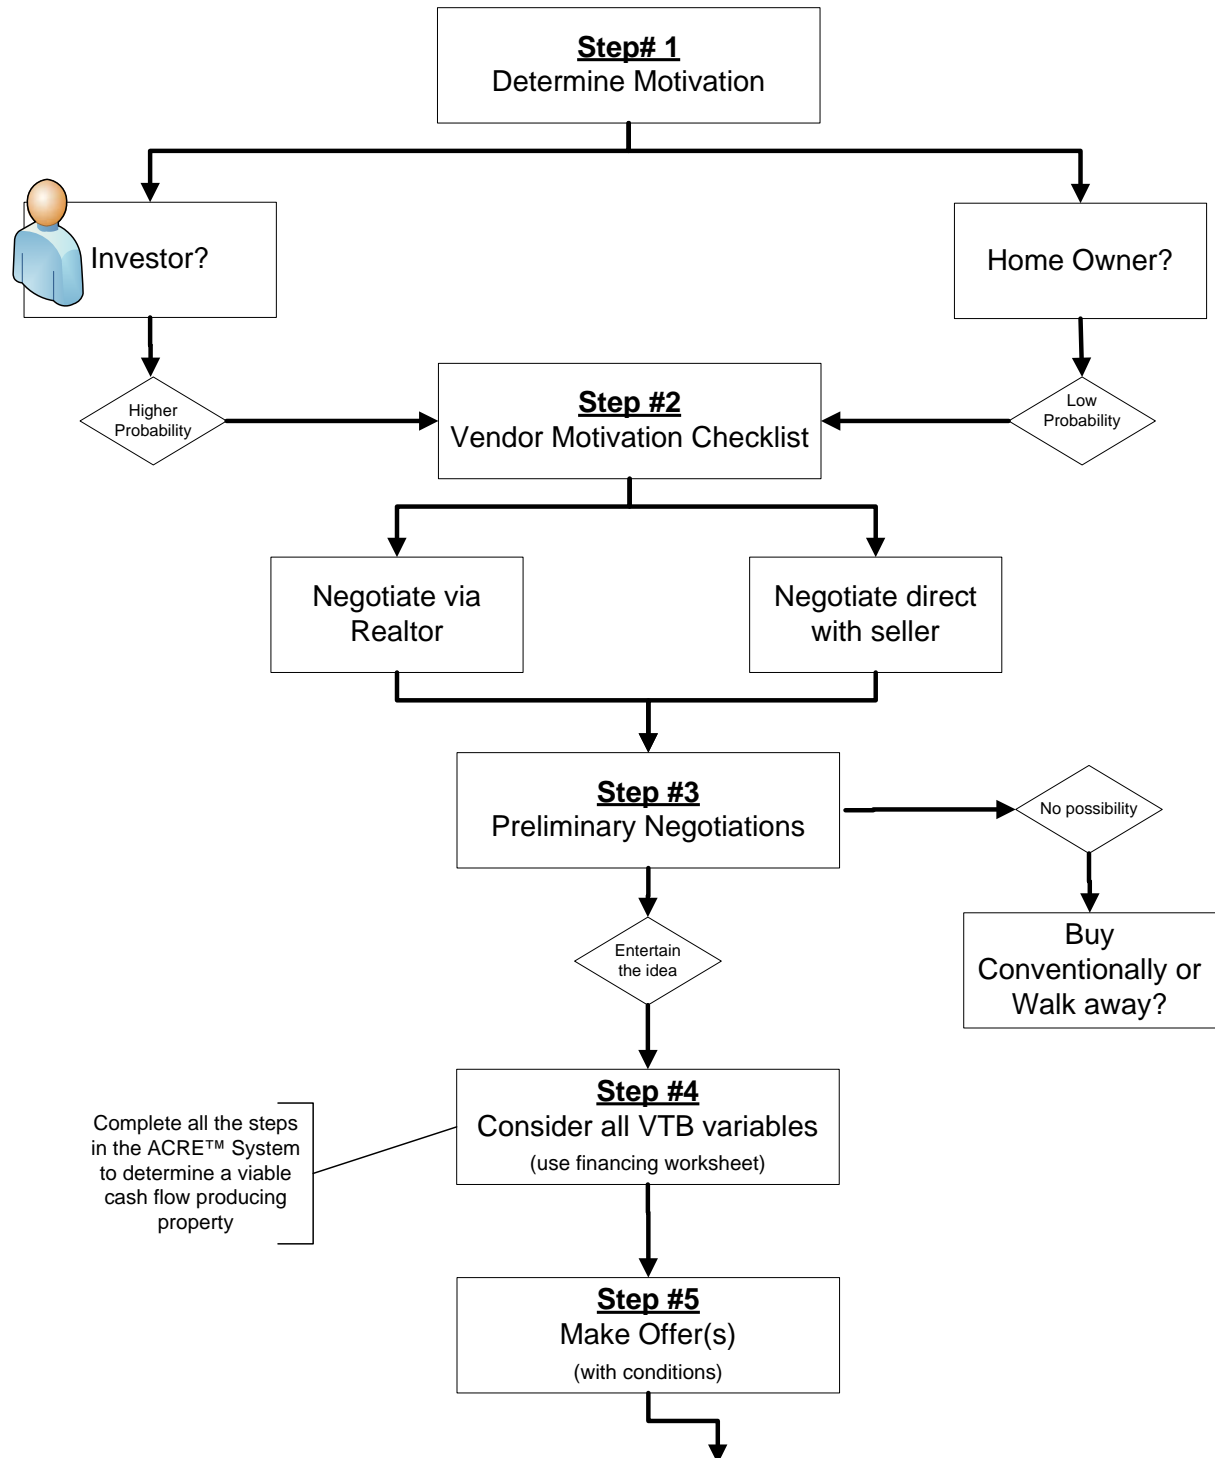 Step# 1
Determine Motivation
Investor?
Home Owner?
Higher
Probability
Step #2
Vendor Motivation Checklist
Low
Probability
Negotiate via
Realtor
Negotiate direct
with seller
Step #3
Preliminary Negotiations
No possibility
Entertain
the idea
Buy
Conventionally or
Walk away?
Complete all the steps
in the ACRE™ System
to determine a viable
cash flow producing
property
Step #4
Consider all VTB variables
(use financing worksheet)
Step #5
Make Offer(s)
(with conditions)